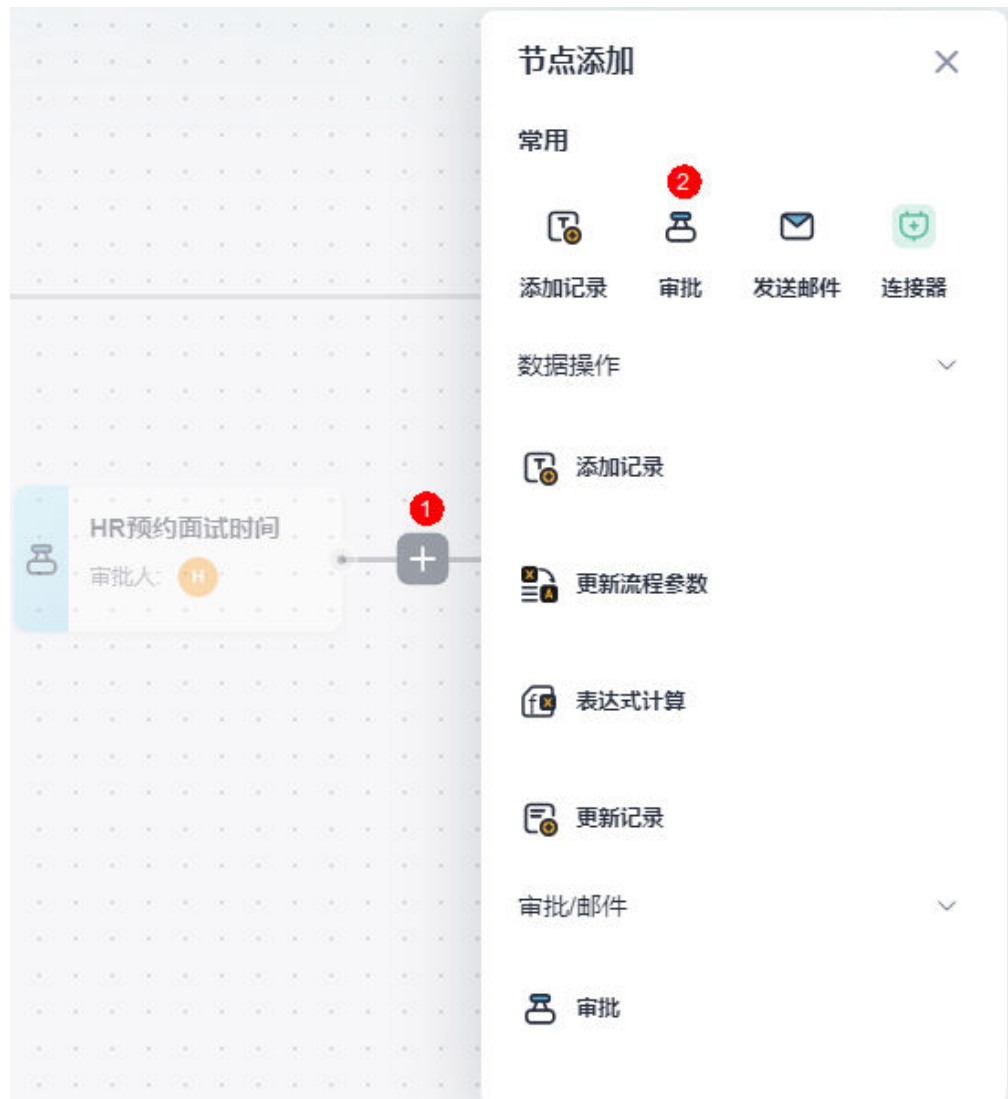 节点添加
常用
2
添加记录 审批 发送邮件 连接器
数据操作
添加记录
1
HR预约面试时间
审批人: H
更新流程参数
表达式计算
更新记录
审批/邮件
审批